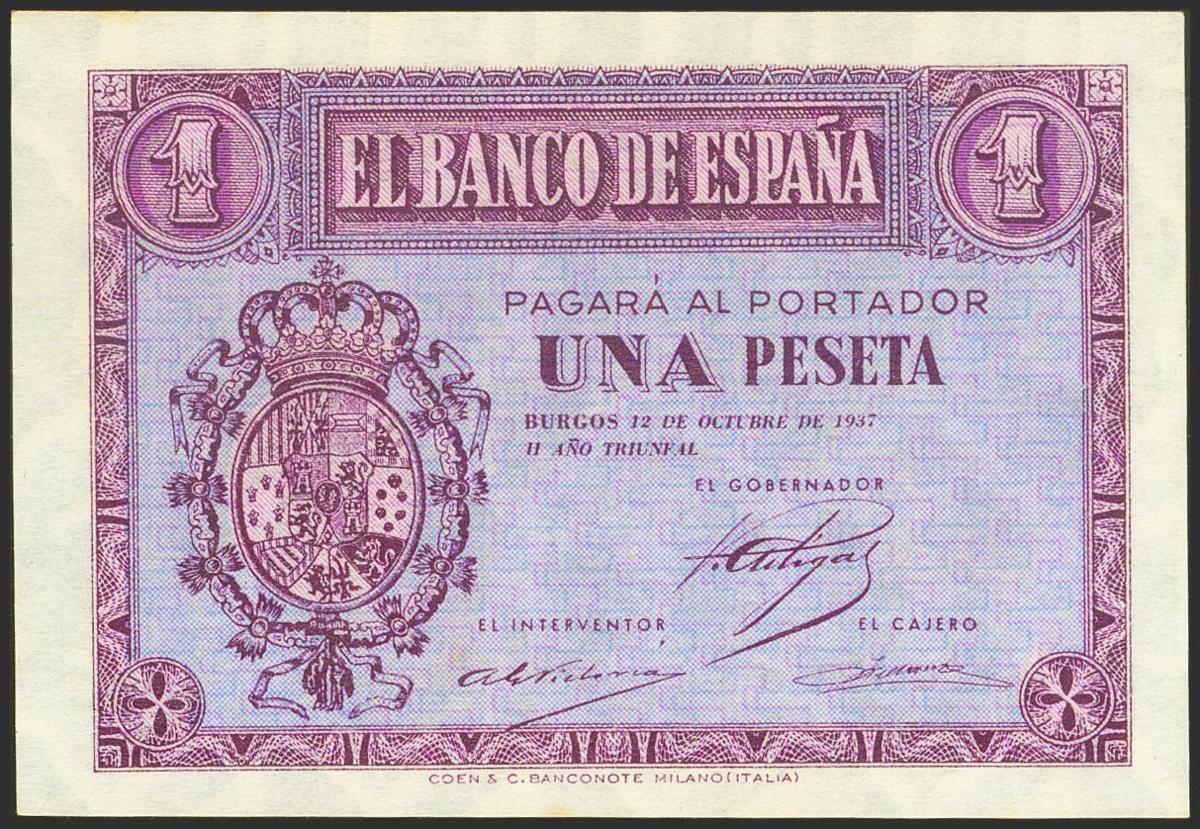 1 EL BANCO DE ESPAÑA 1
PAGARÁ AL PORTADOR
UNA PESETA
BURGOS 12 DE OCTUBRE DE 1937
II AÑO TRIUNFAL
EL GOBERNADOR
EL INTERVENTOR
EL CAJERO
COEN & C. BANCONOTE MILANO (ITALIA)